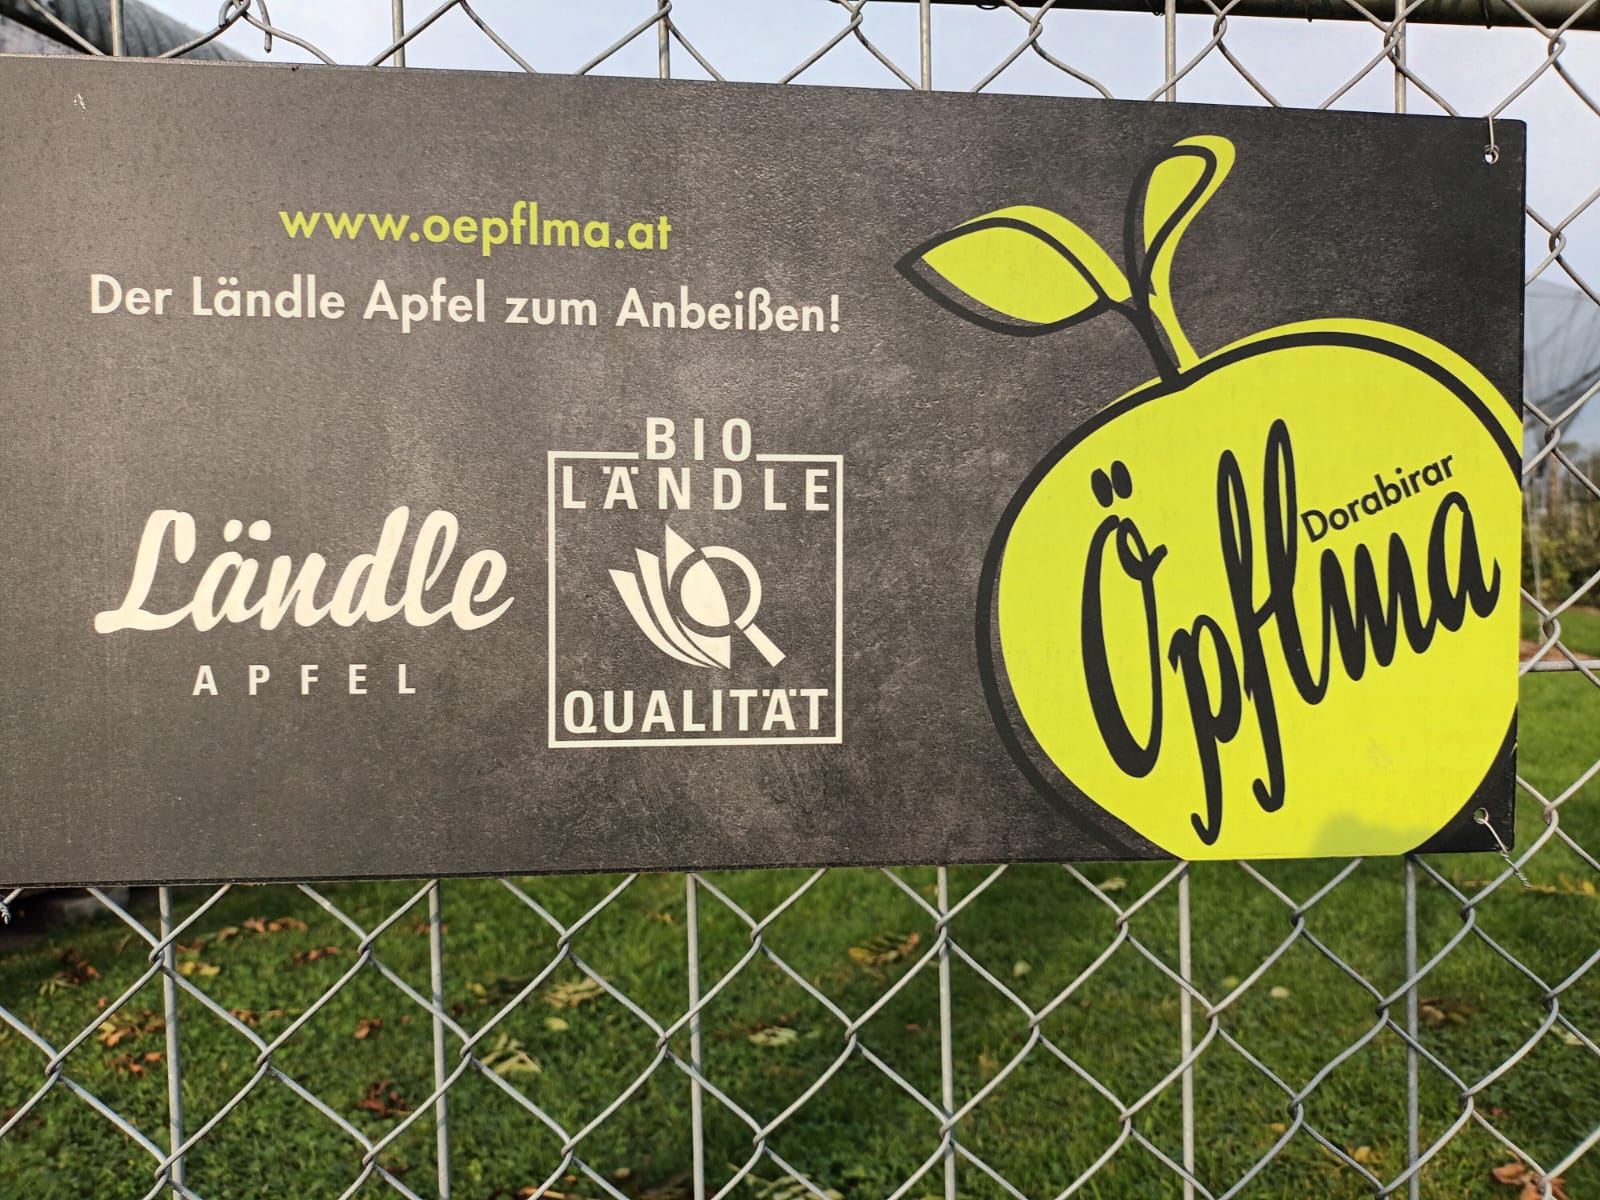 www.oepflma.at
Der Ländle Apfel zum Anbeißen!
Ländle
APFEL
BIO
LÄNDLE
QUALITÄT
Dorabirar
Öpflma